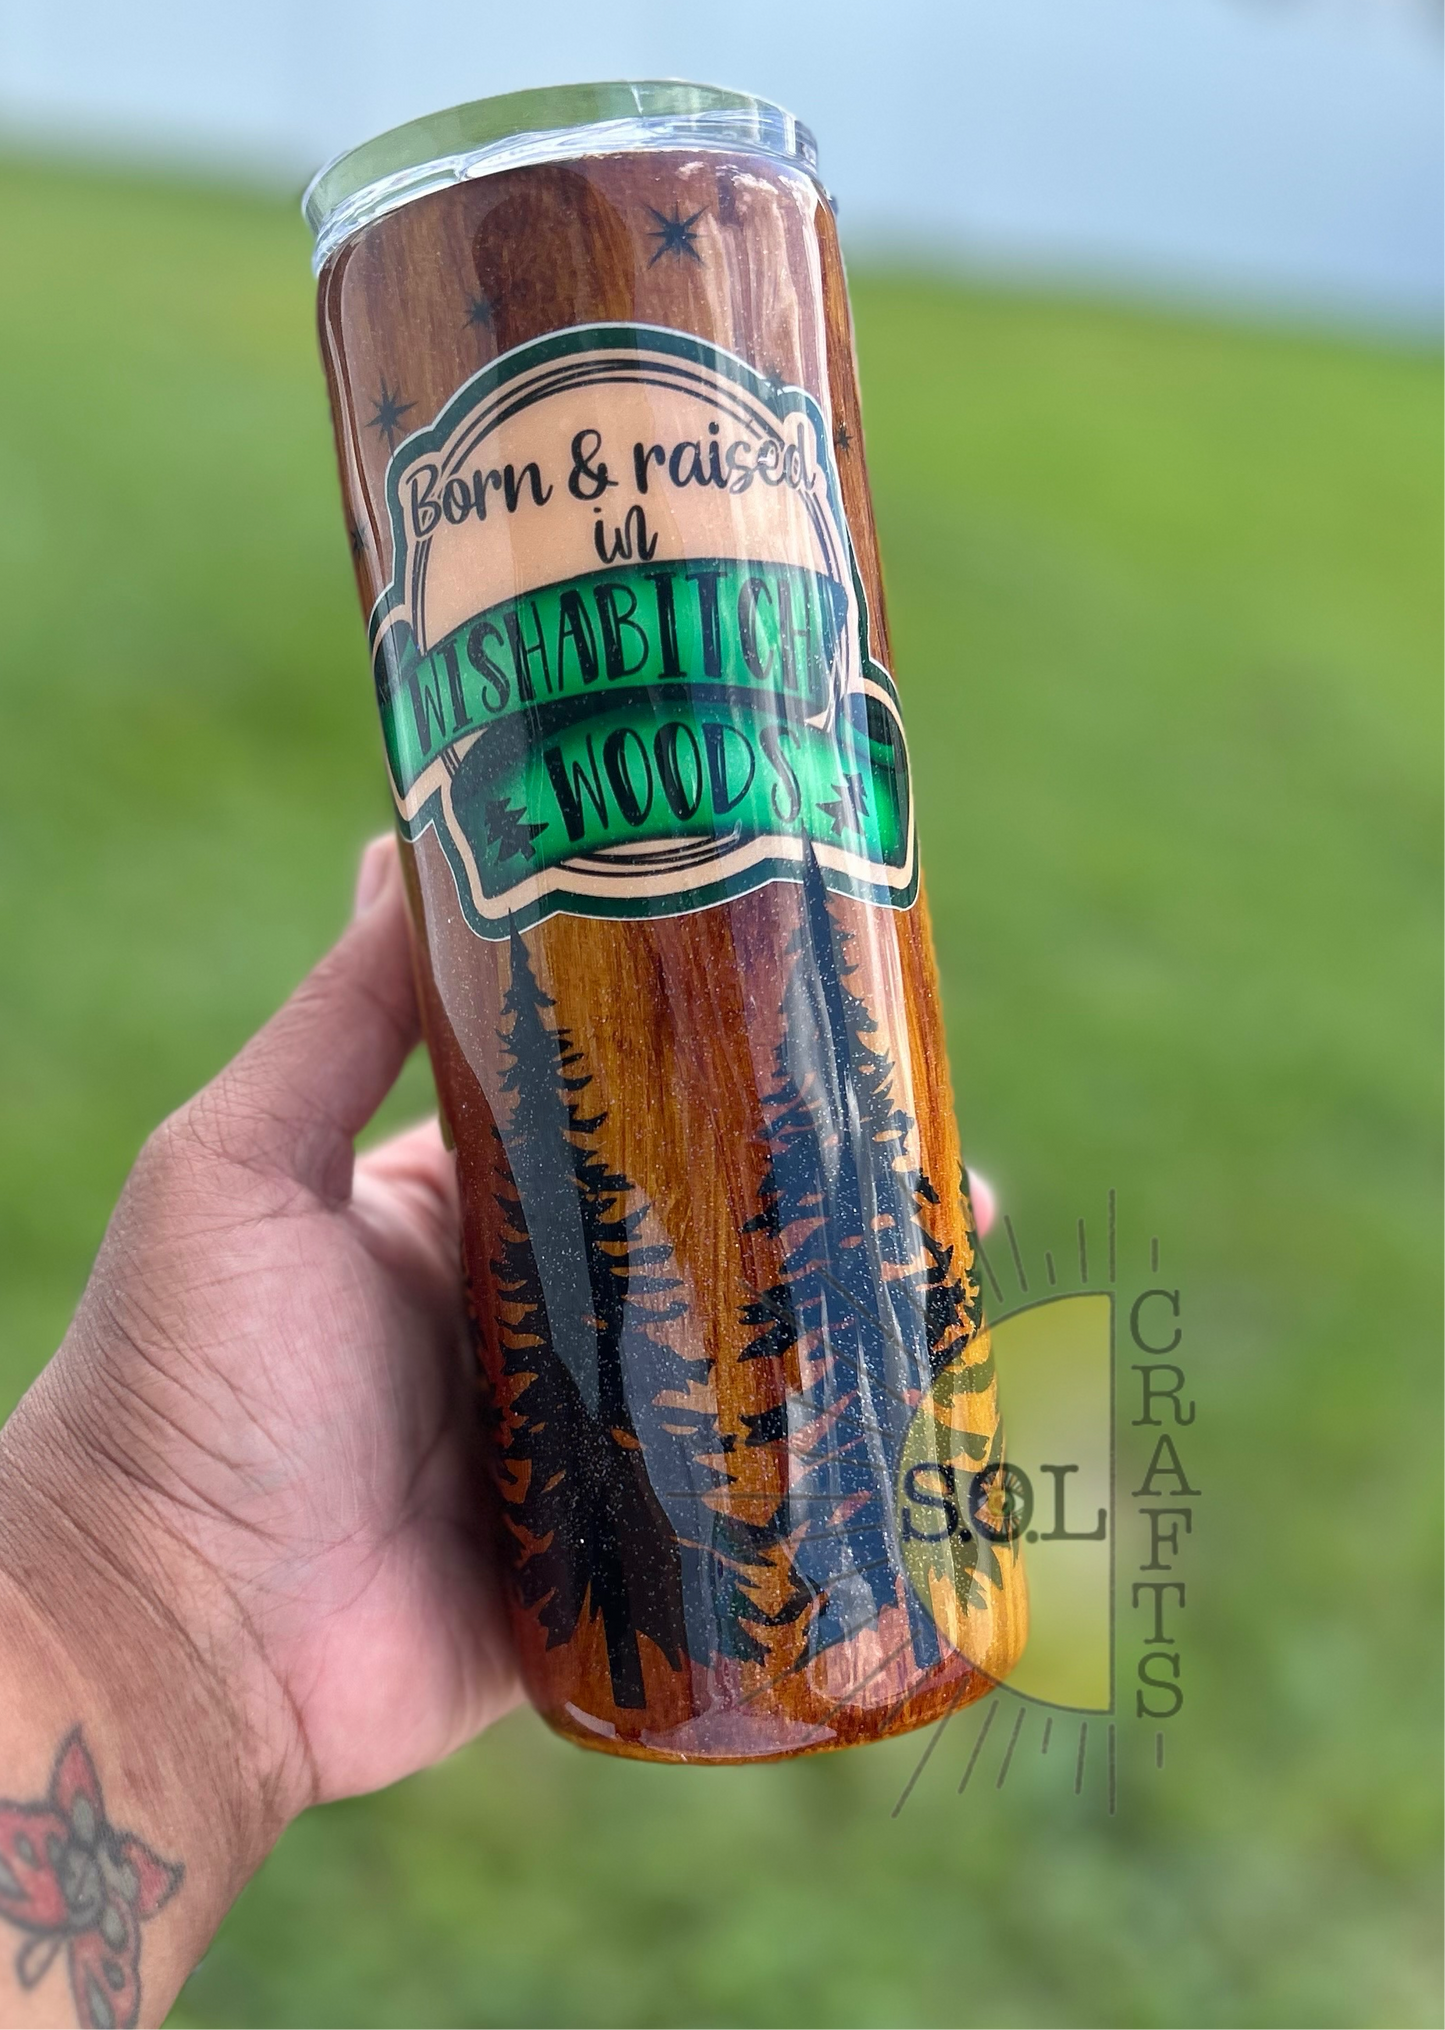 Born & raised
in
WISHABITCH
WOODS
S.O.L
CRAFTS